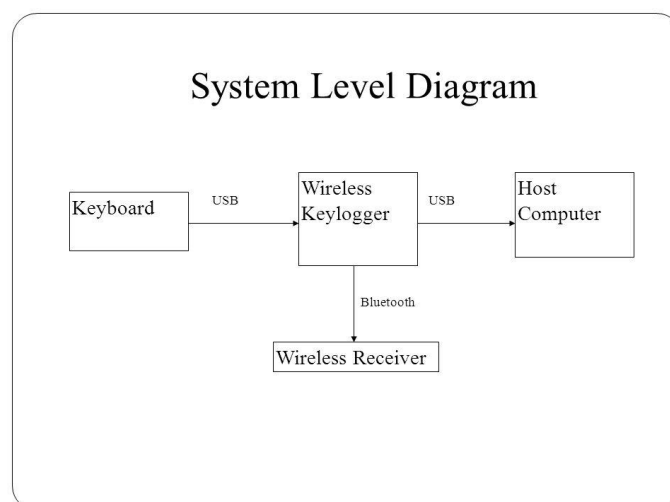 System Level Diagram
Keyboard
USB
Wireless
Keylogger
USB
Host
Computer
Bluetooth
Wireless Receiver